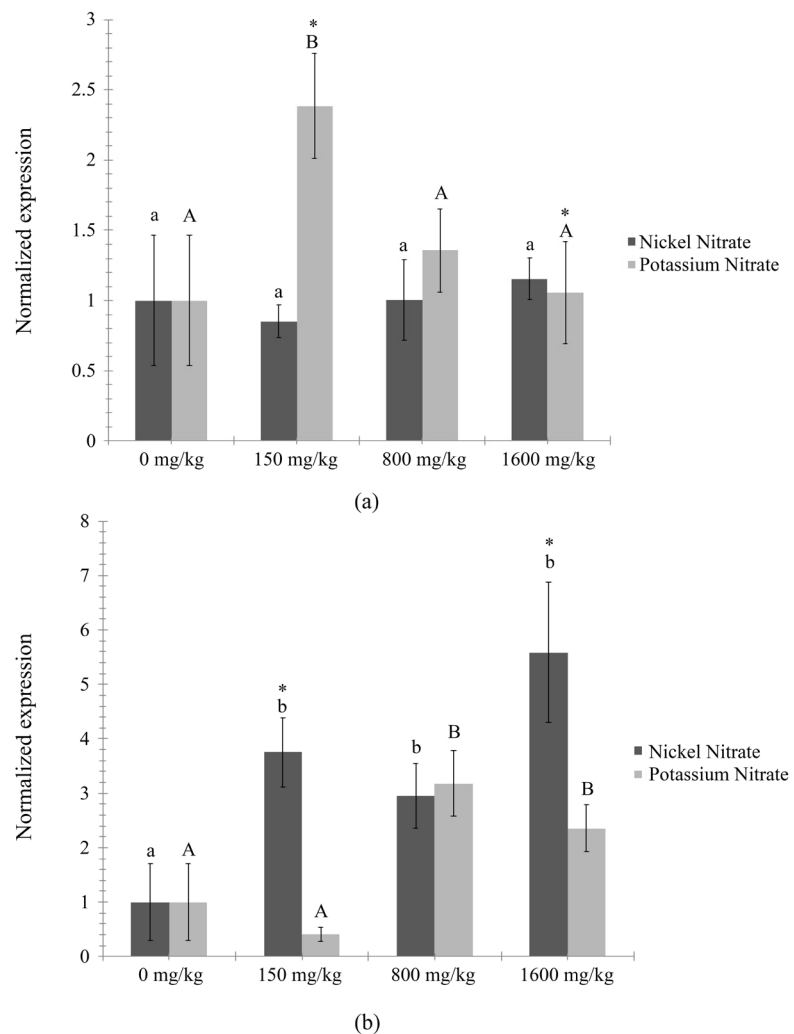 3
2.5
2
1.5
1
0.5
0
Normalized expression
a
A
a
*
B
a
A
a
*
A
0 mg/kg
150 mg/kg
800 mg/kg
1600 mg/kg
Nickel Nitrate
Potassium Nitrate
(a)
8
7
6
5
4
3
2
1
0
Normalized expression
a
A
*
b
A
b
B
*
b
B
0 mg/kg
150 mg/kg
800 mg/kg
1600 mg/kg
Nickel Nitrate
Potassium Nitrate
(b)